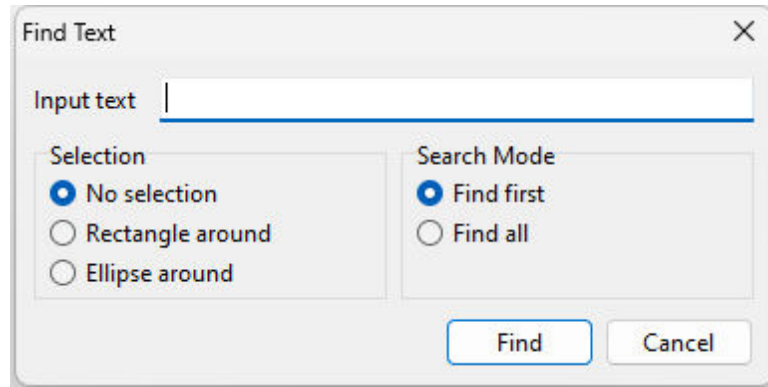 Find Text
Input text
Selection
No selection
Rectangle around
Ellipse around
Search Mode
Find first
Find all
Find
Cancel